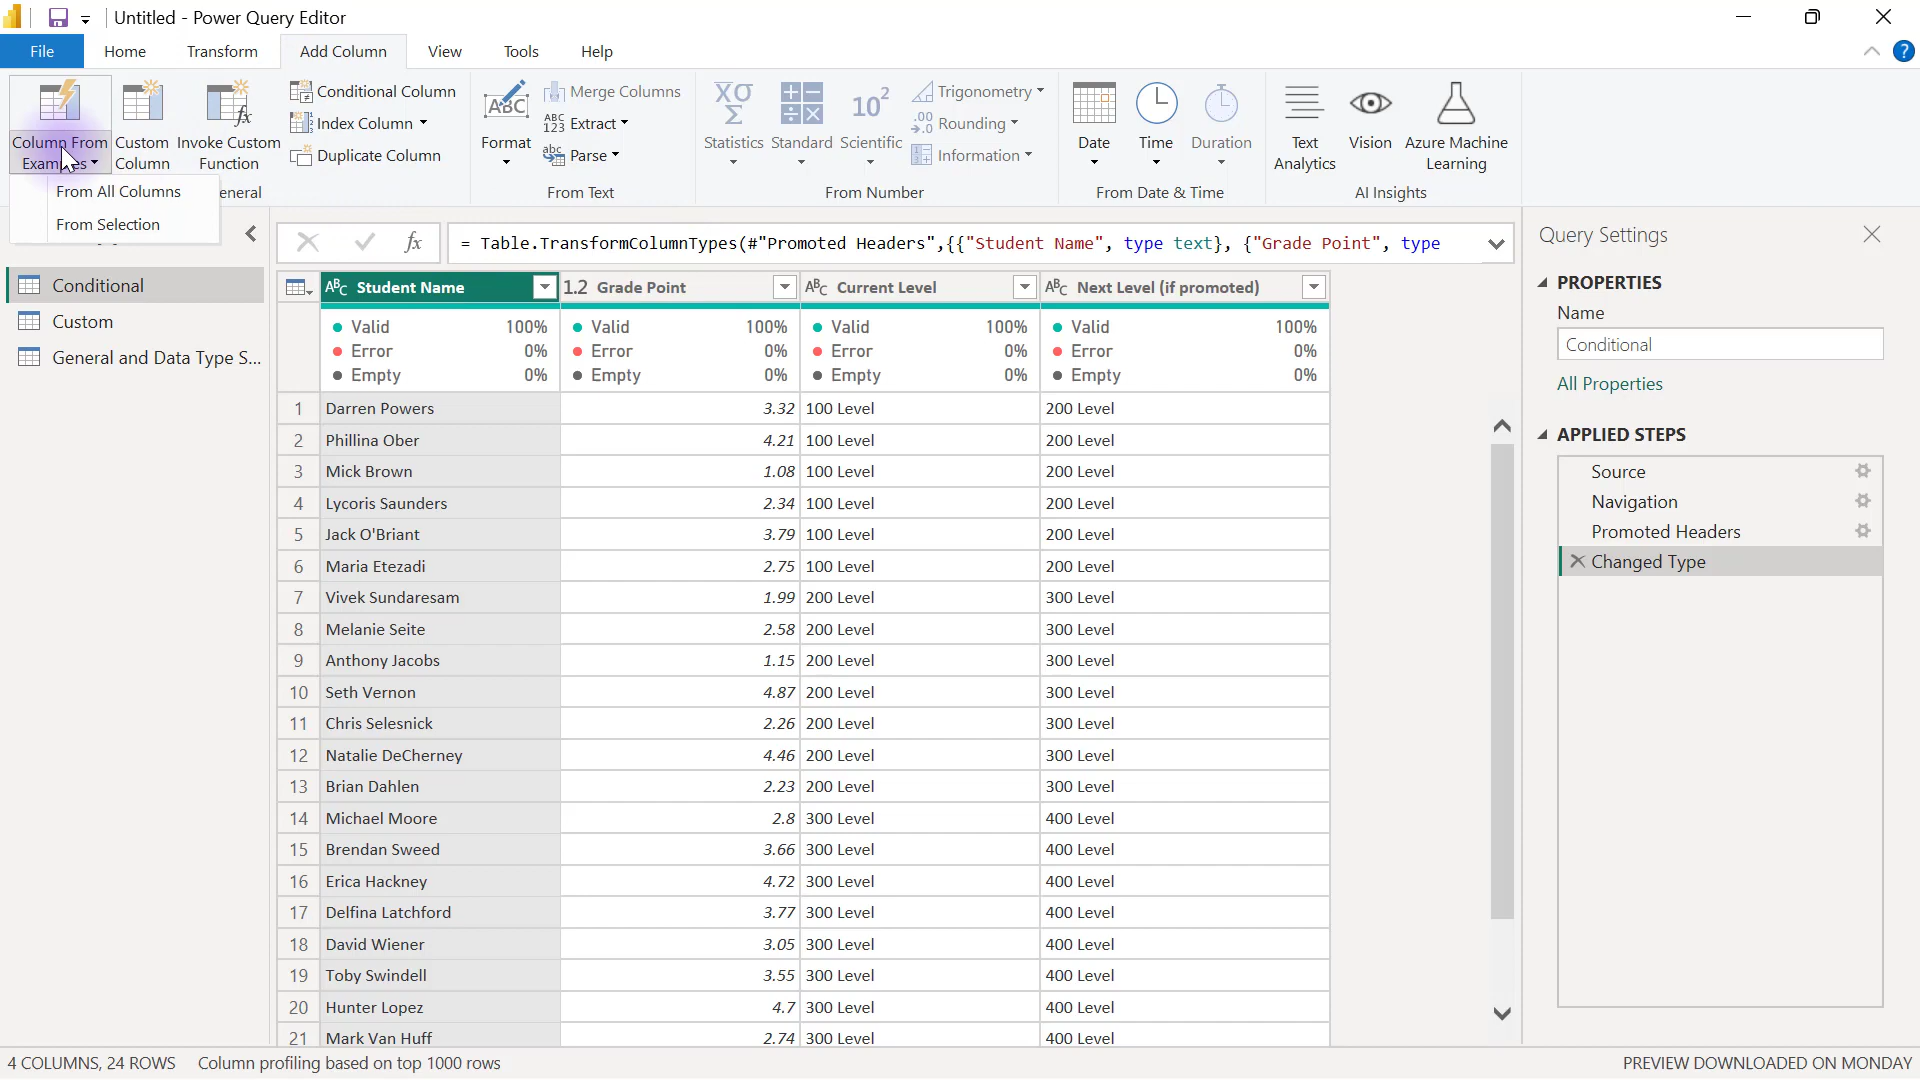 Untitled - Power Query Editor
File Home Transform Add Column View Tools Help
Column From Examples
From All Columns
From Selection
Custom Column
Invoke Custom Function
Conditional Column
Index Column
Duplicate Column
General
Format
Merge Columns
Extract
Parse
From Text
Statistics
Standard
Scientific
Trigonometry
Rounding
Information
From Number
Date
Time
Duration
From Date & Time
Text Analytics
Vision
Azure Machine Learning
AI Insights
= Table.TransformColumnTypes(#"Promoted Headers",{{"Student Name", type text}, {"Grade Point", type
Conditional
Custom
General and Data Type S...
Student Name 1.2 Grade Point Current Level Next Level (if promoted)
Valid 100% Valid 100% Valid 100% Valid 100%
Error 0% Error 0% Error 0% Error 0%
Empty 0% Empty 0% Empty 0% Empty 0%
1 Darren Powers 3.32 100 Level 200 Level
2 Phillina Ober 4.21 100 Level 200 Level
3 Mick Brown 1.08 100 Level 200 Level
4 Lycoris Saunders 2.34 100 Level 200 Level
5 Jack O'Briant 3.79 100 Level 200 Level
6 Maria Etezadi 2.75 100 Level 200 Level
7 Vivek Sundaresam 1.99 200 Level 300 Level
8 Melanie Seite 2.58 200 Level 300 Level
9 Anthony Jacobs 1.15 200 Level 300 Level
10 Seth Vernon 4.87 200 Level 300 Level
11 Chris Selesnick 2.26 200 Level 300 Level
12 Natalie DeCherney 4.46 200 Level 300 Level
13 Brian Dahlen 2.23 200 Level 300 Level
14 Michael Moore 2.8 300 Level 400 Level
15 Brendan Sweed 3.66 300 Level 400 Level
16 Erica Hackney 4.72 300 Level 400 Level
17 Delfina Latchford 3.77 300 Level 400 Level
18 David Wiener 3.05 300 Level 400 Level
19 Toby Swindell 3.55 300 Level 400 Level
20 Hunter Lopez 4.7 300 Level 400 Level
21 Mark Van Huff 2.74 300 Level 400 Level
Query Settings
PROPERTIES
Name
Conditional
All Properties
APPLIED STEPS
Source
Navigation
Promoted Headers
Changed Type
4 COLUMNS, 24 ROWS Column profiling based on top 1000 rows
PREVIEW DOWNLOADED ON MONDAY